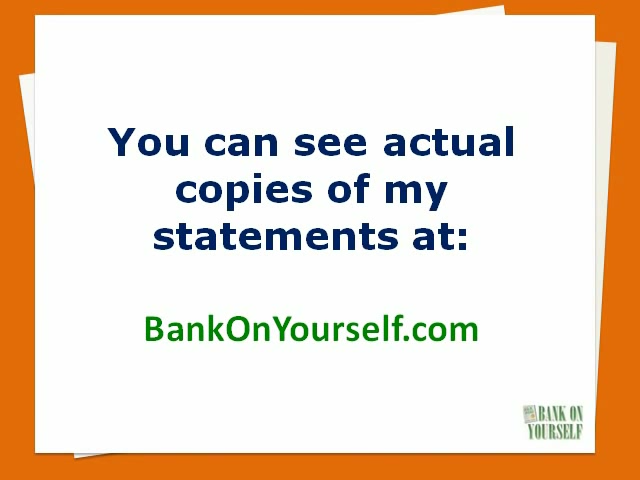 You can see actual
copies of my
statements at:
BankOnYourself.com
BANK ON
YOURSELF